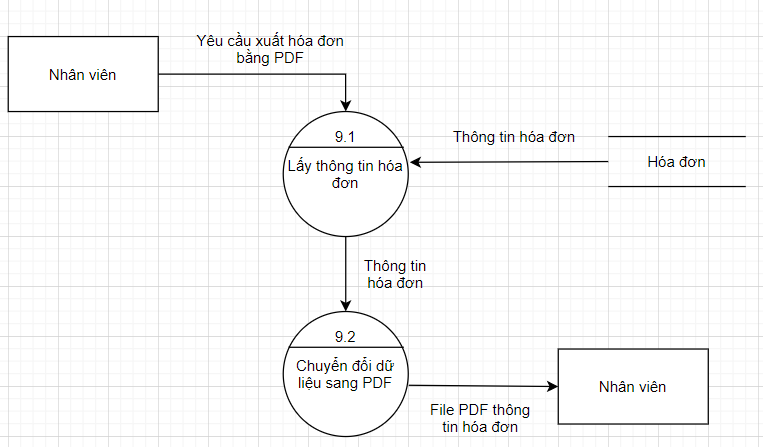 Yêu cầu xuất hóa đơn
bằng PDF
Nhân viên
9.1
Thông tin hóa đơn
Lấy thông tin hóa
đơn
Hóa đơn
Thông tin
hóa đơn
9.2
Chuyển đổi dữ
liệu sang PDF
Nhân viên
File PDF thông
tin hóa đơn